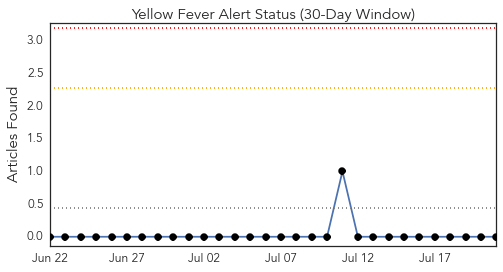 Yellow Fever Alert Status (30-Day Window)
Articles Found
3.0
2.5
2.0
1.5
1.0
0.5
0.0
Jun 22 Jun 27 Jul 02 Jul 07 Jul 12 Jul 17